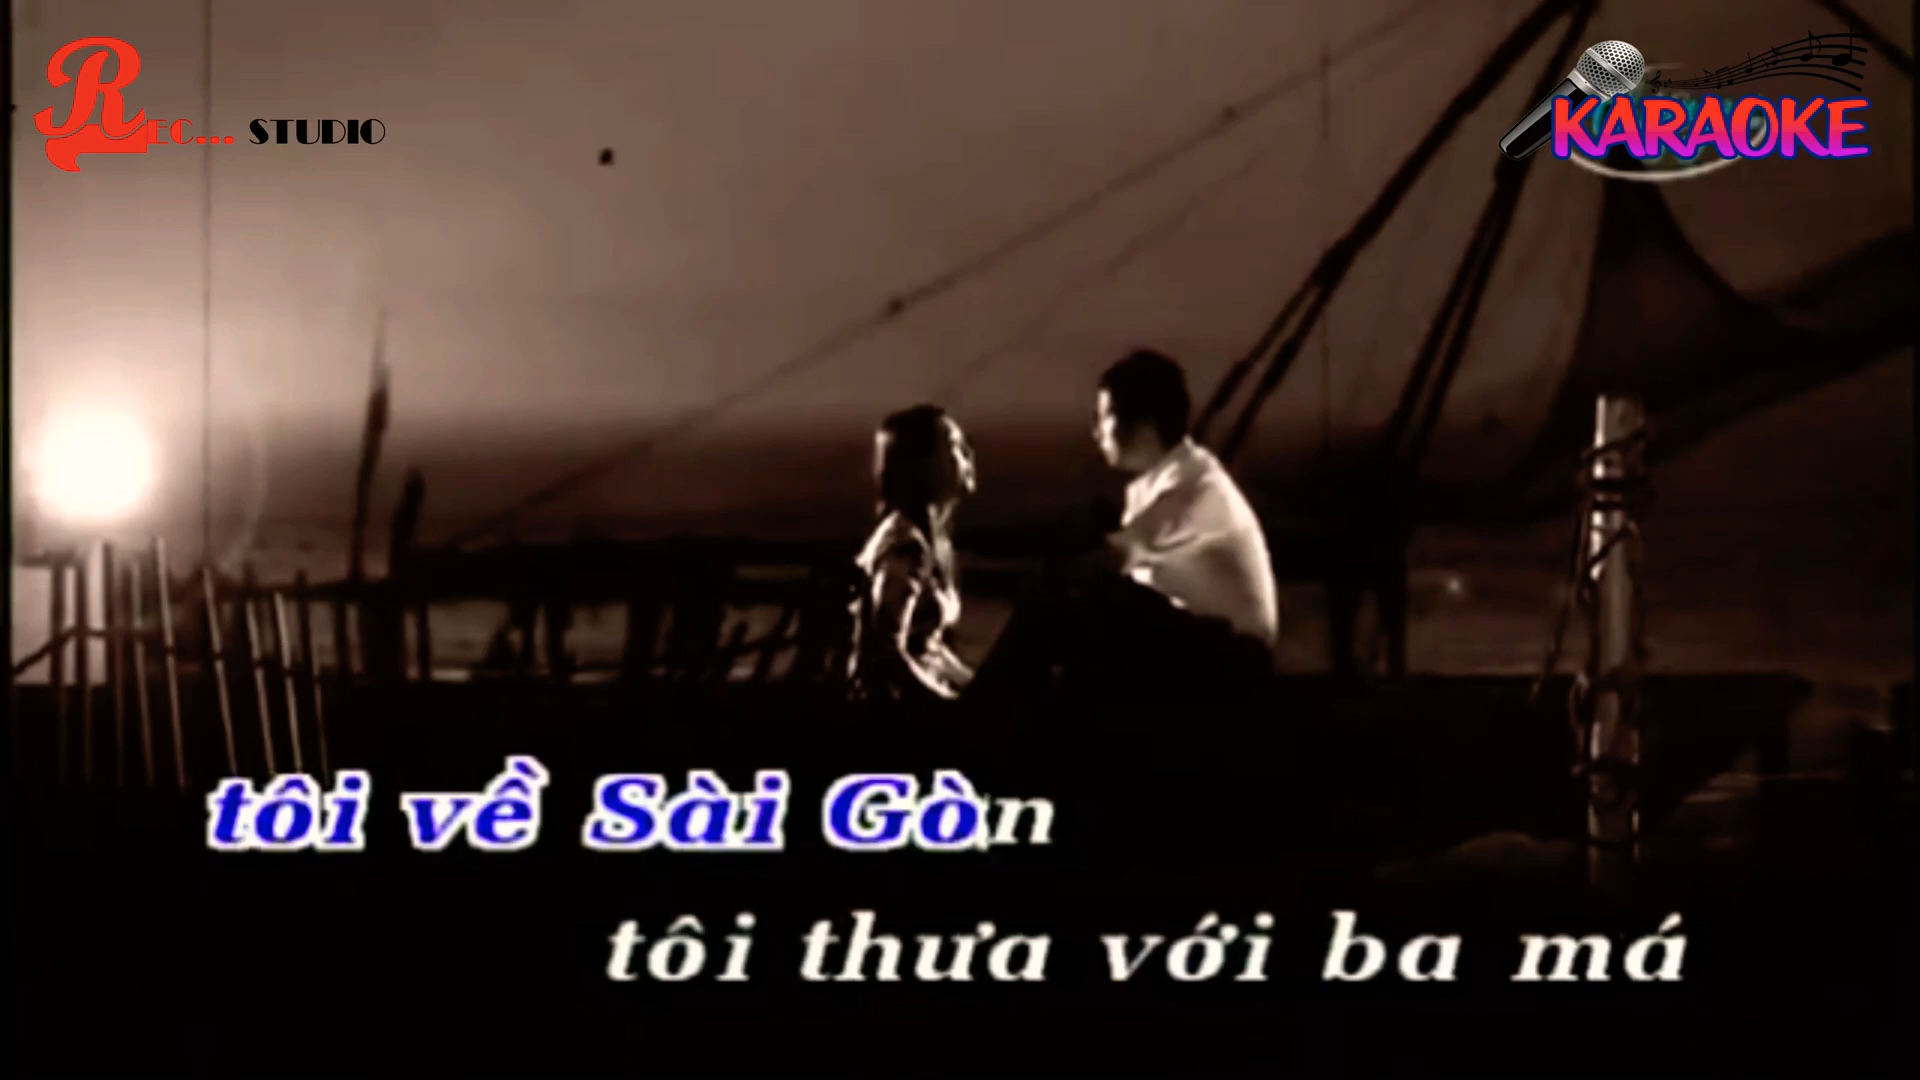 Rec... STUDIO
KARAOKE
tôi về Sài Gòn
tôi thưa với ba má